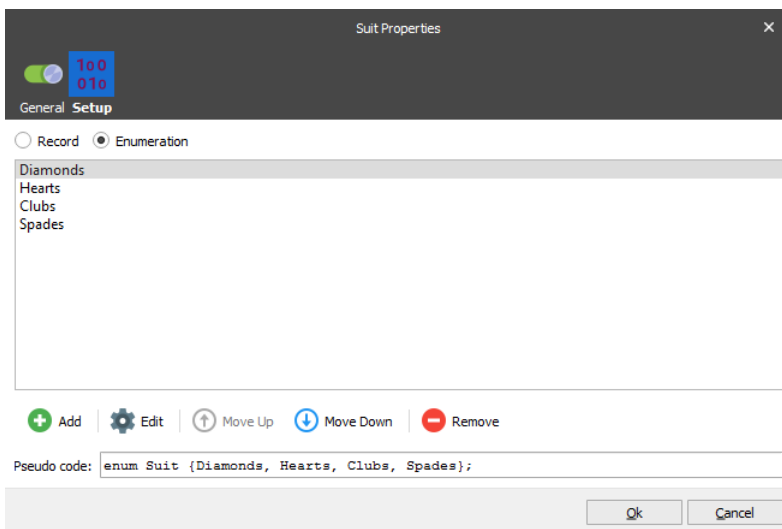 Suit Properties
100
010
General Setup
Record Enumeration
Diamonds
Hearts
Clubs
Spades
Add Edit Move Up Move Down Remove
Pseudo code: enum Suit {Diamonds, Hearts, Clubs, Spades};
Ok Cancel